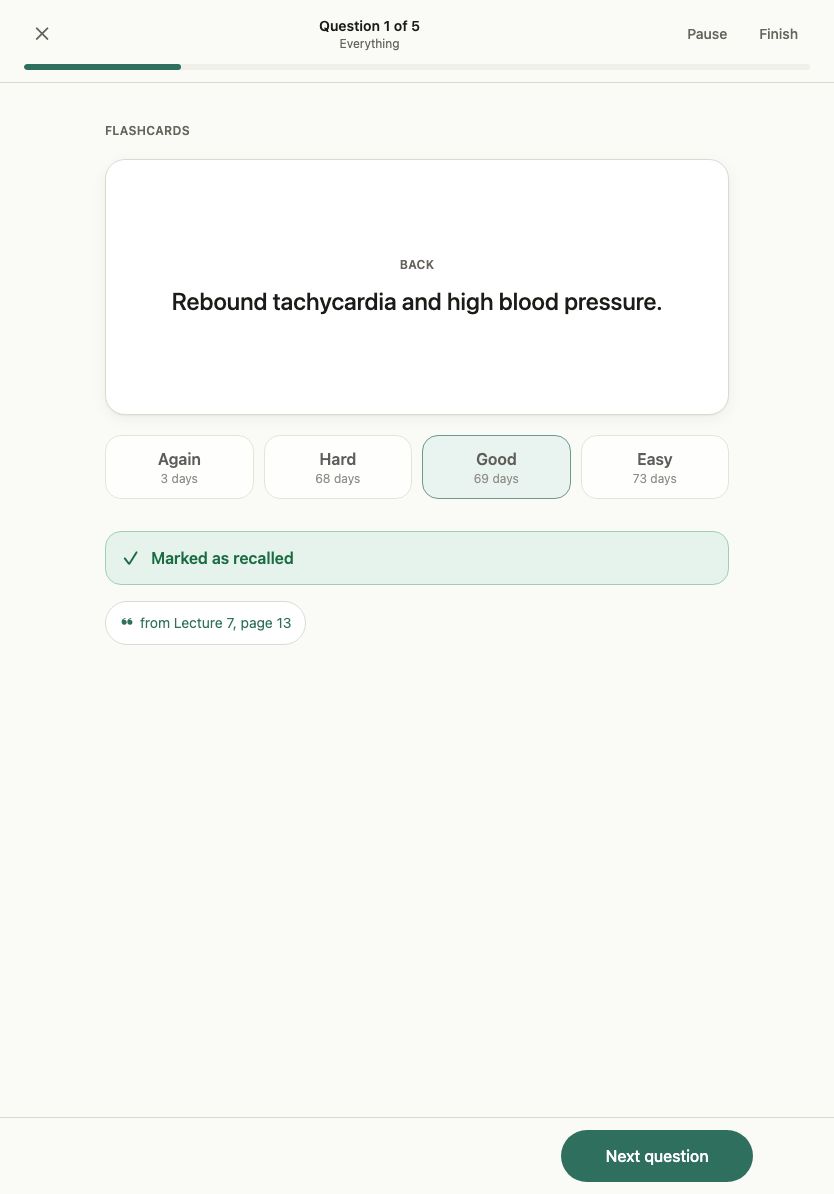 Question 1 of 5
Everything
Pause
Finish
FLASHCARDS
BACK
Rebound tachycardia and high blood pressure.
Again
3 days
Hard
68 days
Good
69 days
Easy
73 days
Marked as recalled
❝ from Lecture 7, page 13
Next question